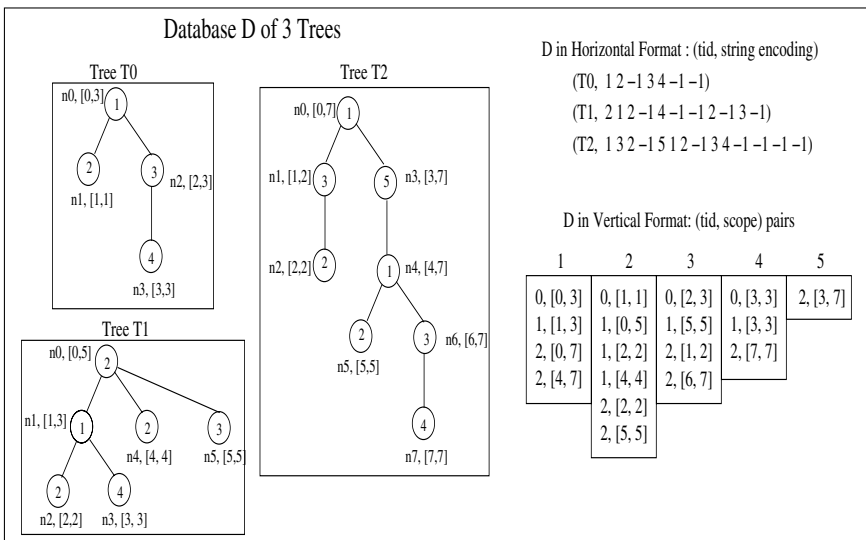 Database D of 3 Trees
Tree T0
n0, [0,3]
1
2
3
n1, [1,1]
n2, [2,3]
4
n3, [3,3]
Tree T1
n0, [0,5]
2
n1, [1,3]
1
2
3
n4, [4, 4]
n5, [5,5]
2
4
n2, [2,2]
n3, [3, 3]
Tree T2
n0, [0,7]
1
n1, [1,2]
3
5
n3, [3,7]
n2, [2,2]
2
1
n4, [4,7]
2
3
n6, [6,7]
n5, [5,5]
4
n7, [7,7]
D in Horizontal Format : (tid, string encoding)
(T0, 1 2 −1 3 4 −1 −1)
(T1, 2 1 2 −1 4 −1 −1 2 −1 3 −1)
(T2, 1 3 2 −1 5 1 2 −1 3 4 −1 −1 −1 −1)
D in Vertical Format: (tid, scope) pairs
1 2 3 4 5
0, [0, 3] 0, [1, 1] 0, [2, 3] 0, [3, 3] 2, [3, 7]
1, [1, 3] 1, [0, 5] 1, [5, 5] 1, [3, 3]
2, [0, 7] 1, [2, 2] 2, [1, 2] 2, [7, 7]
2, [4, 7] 1, [4, 4] 2, [6, 7]
2, [2, 2]
2, [5, 5]